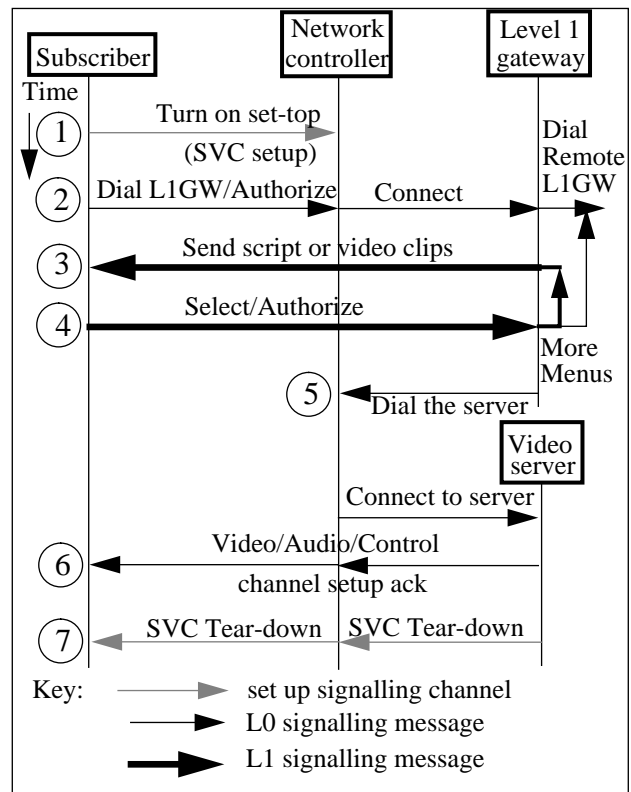 Subscriber
Network
controller
Level 1
gateway
Time
1
Turn on set-top
(SVC setup)
Dial
Remote
L1GW
2
Dial L1GW/Authorize
Connect
3
Send script or video clips
4
Select/Authorize
More
Menus
5
Dial the server
Video
server
Connect to server
6
Video/Audio/Control
channel setup ack
7
SVC Tear-down
SVC Tear-down
Key:
set up signalling channel
L0 signalling message
L1 signalling message